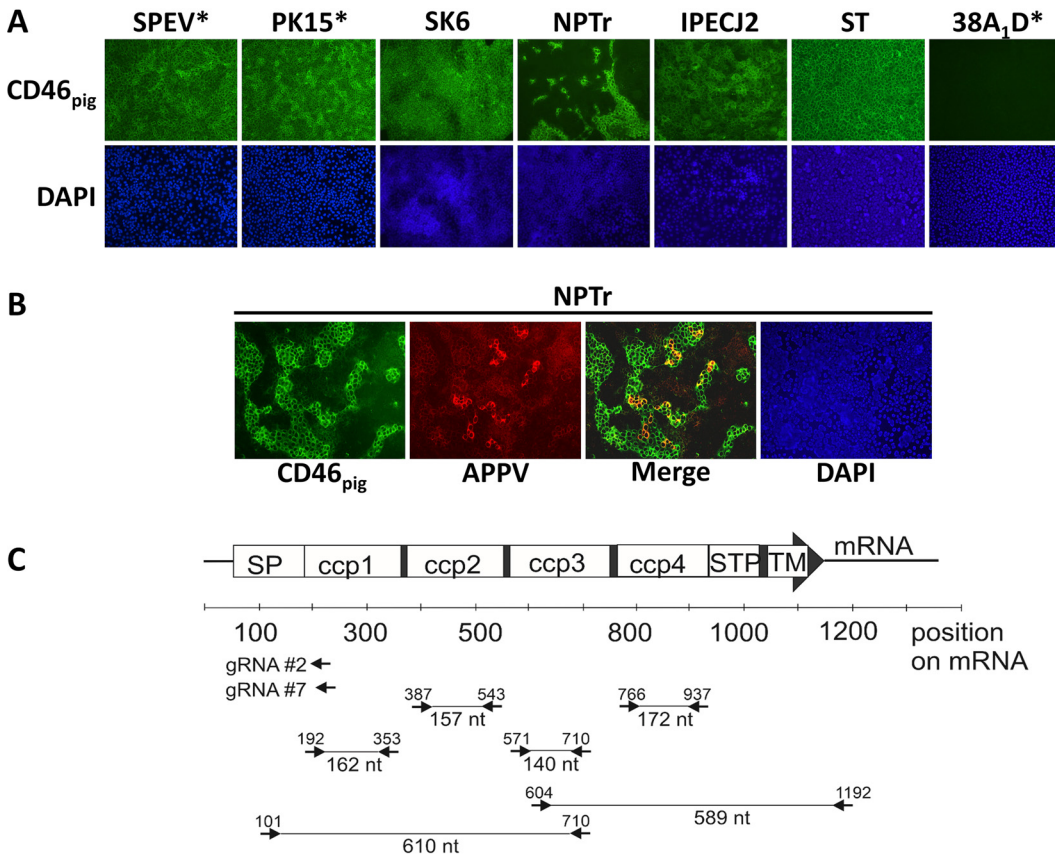 A
SPEV* PK15* SK6 NPTr IPECJ2 ST 38A₁D*
CD46pig
DAPI
B
NPTr
CD46pig APPV Merge DAPI
C
SP ccp1 ccp2 ccp3 ccp4 STP TM mRNA
100 300 500 800 1000 1200 position
on mRNA
gRNA #2
gRNA #7
387 543 766 937
157 nt 172 nt
192 353 571 710
162 nt 140 nt
604 1192
589 nt
101 710
610 nt